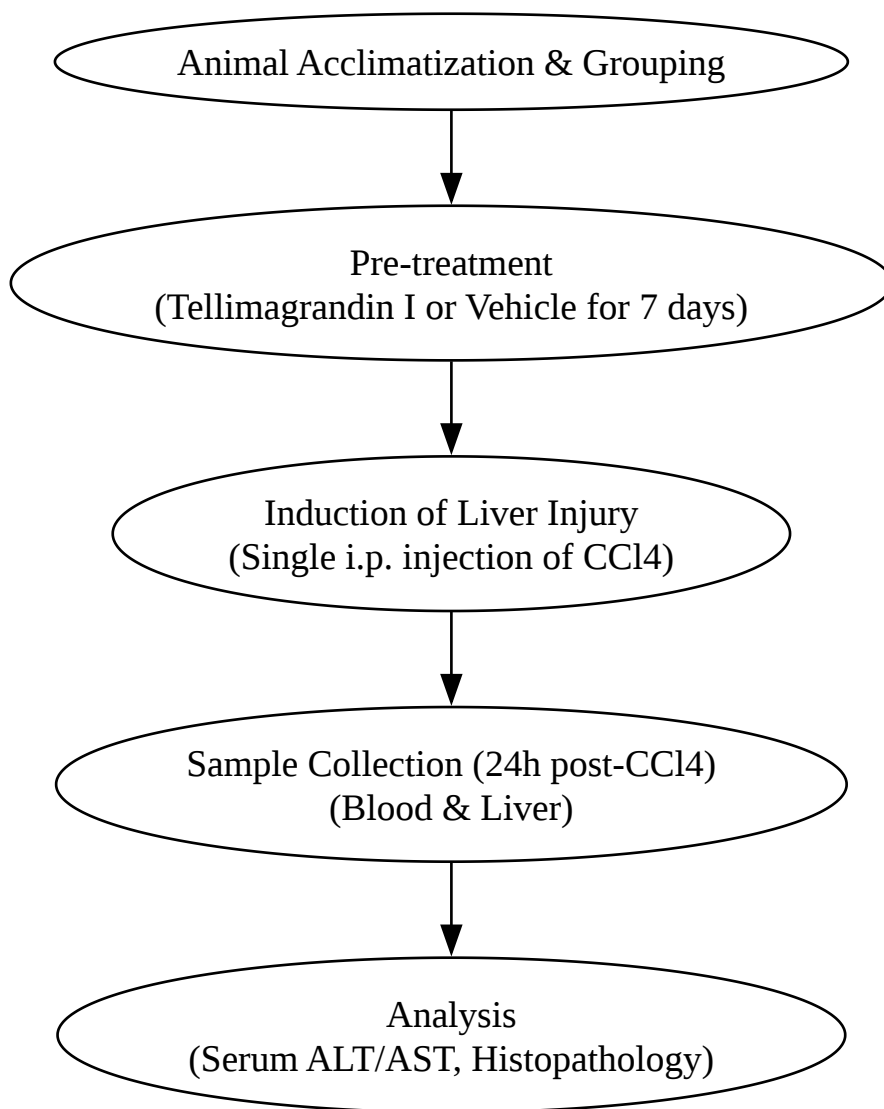 Animal Acclimatization & Grouping
Pre-treatment
(Tellimagrandin I or Vehicle for 7 days)
Induction of Liver Injury
(Single i.p. injection of CCl4)
Sample Collection (24h post-CCl4)
(Blood & Liver)
Analysis
(Serum ALT/AST, Histopathology)